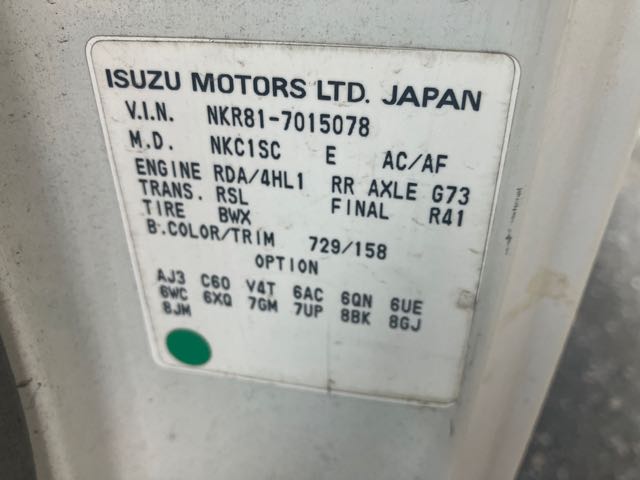 ISUZU MOTORS LTD. JAPAN
V.I.N. NKR81-7015078
M.D. NKC1SC E AC/AF
ENGINE RDA/4HL1 RR AXLE G73
TRANS. RSL FINAL R41
TIRE BWX
B.COLOR/TRIM 729/158
OPTION
AJ3 C60 V4T 6AC 6QN 6UE
6WC 6XQ 7GM 7UP 8BK 8GJ
8JM